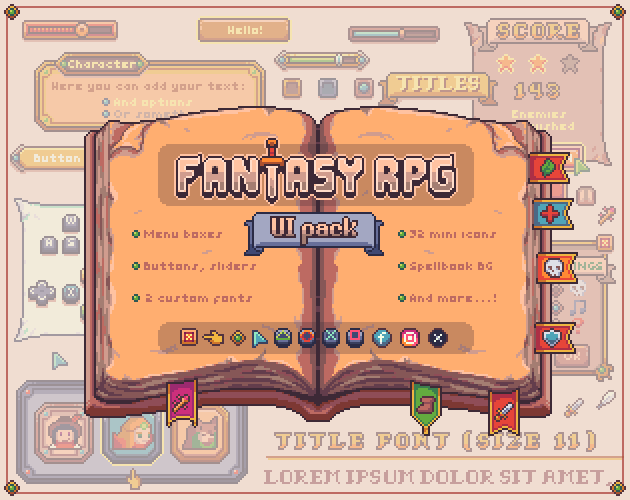 Hello!
SCORE
Character
Here you can add your text:
And options
TITLES
148
Enemies
Button
FANTASY RPG
UI pack
W
A S
X
Menu boxes
32 mini icons
Buttons, sliders
Spellbook BG
2 custom fonts
And more...!
TITLE FONT (SIZE 11)
LOREM IPSUM DOLOR SIT AMET,